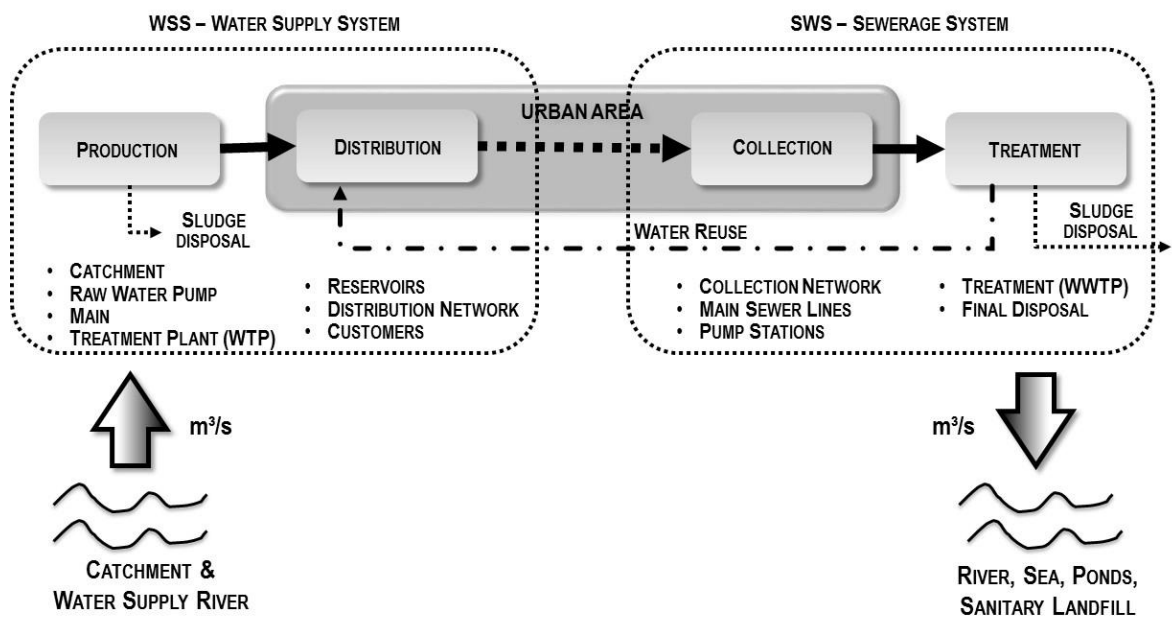 WSS – WATER SUPPLY SYSTEM
SWS – SEWERAGE SYSTEM
URBAN AREA
PRODUCTION
DISTRIBUTION
COLLECTION
TREATMENT
SLUDGE
DISPOSAL
WATER REUSE
SLUDGE
DISPOSAL
• CATCHMENT
• RAW WATER PUMP
• MAIN
• TREATMENT PLANT (WTP)
• RESERVOIRS
• DISTRIBUTION NETWORK
• CUSTOMERS
• COLLECTION NETWORK
• MAIN SEWER LINES
• PUMP STATIONS
• TREATMENT (WWTP)
• FINAL DISPOSAL
m³/s
m³/s
CATCHMENT &
WATER SUPPLY RIVER
RIVER, SEA, PONDS,
SANITARY LANDFILL